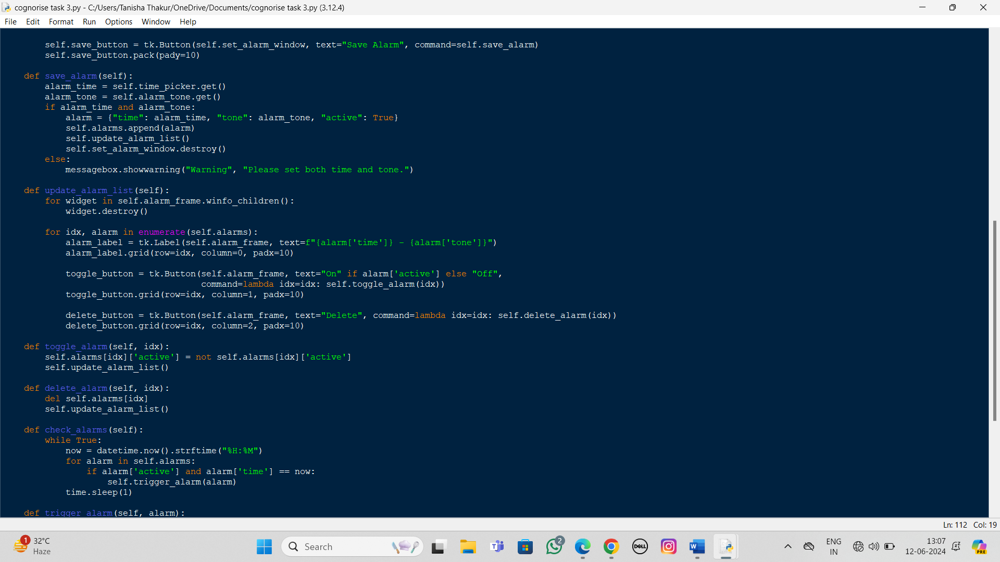 cognorise task 3.py - C:/Users/Tanisha Thakur/OneDrive/Documents/cognorise task 3.py (3.12.4)
File Edit Format Run Options Window Help
        self.save_button = tk.Button(self.set_alarm_window, text="Save Alarm", command=self.save_alarm)
        self.save_button.pack(pady=10)

    def save_alarm(self):
        alarm_time = self.time_picker.get()
        alarm_tone = self.alarm_tone.get()
        if alarm_time and alarm_tone:
            alarm = {"time": alarm_time, "tone": alarm_tone, "active": True}
            self.alarms.append(alarm)
            self.update_alarm_list()
            self.set_alarm_window.destroy()
        else:
            messagebox.showwarning("Warning", "Please set both time and tone.")

    def update_alarm_list(self):
        for widget in self.alarm_frame.winfo_children():
            widget.destroy()

        for idx, alarm in enumerate(self.alarms):
            alarm_label = tk.Label(self.alarm_frame, text=f"{alarm['time']} - {alarm['tone']}")
            alarm_label.grid(row=idx, column=0, padx=10)

            toggle_button = tk.Button(self.alarm_frame, text="On" if alarm['active'] else "Off",
                                      command=lambda idx=idx: self.toggle_alarm(idx))
            toggle_button.grid(row=idx, column=1, padx=10)

            delete_button = tk.Button(self.alarm_frame, text="Delete", command=lambda idx=idx: self.delete_alarm(idx))
            delete_button.grid(row=idx, column=2, padx=10)

    def toggle_alarm(self, idx):
        self.alarms[idx]['active'] = not self.alarms[idx]['active']
        self.update_alarm_list()

    def delete_alarm(self, idx):
        del self.alarms[idx]
        self.update_alarm_list()

    def check_alarms(self):
        while True:
            now = datetime.now().strftime("%H:%M")
            for alarm in self.alarms:
                if alarm['active'] and alarm['time'] == now:
                    self.trigger_alarm(alarm)
            time.sleep(1)

    def trigger_alarm(self, alarm):
Ln: 112 Col: 19
1
32°C
Haze
Search
2
DELL
ENG
IN
13:07
12-06-2024
PRE